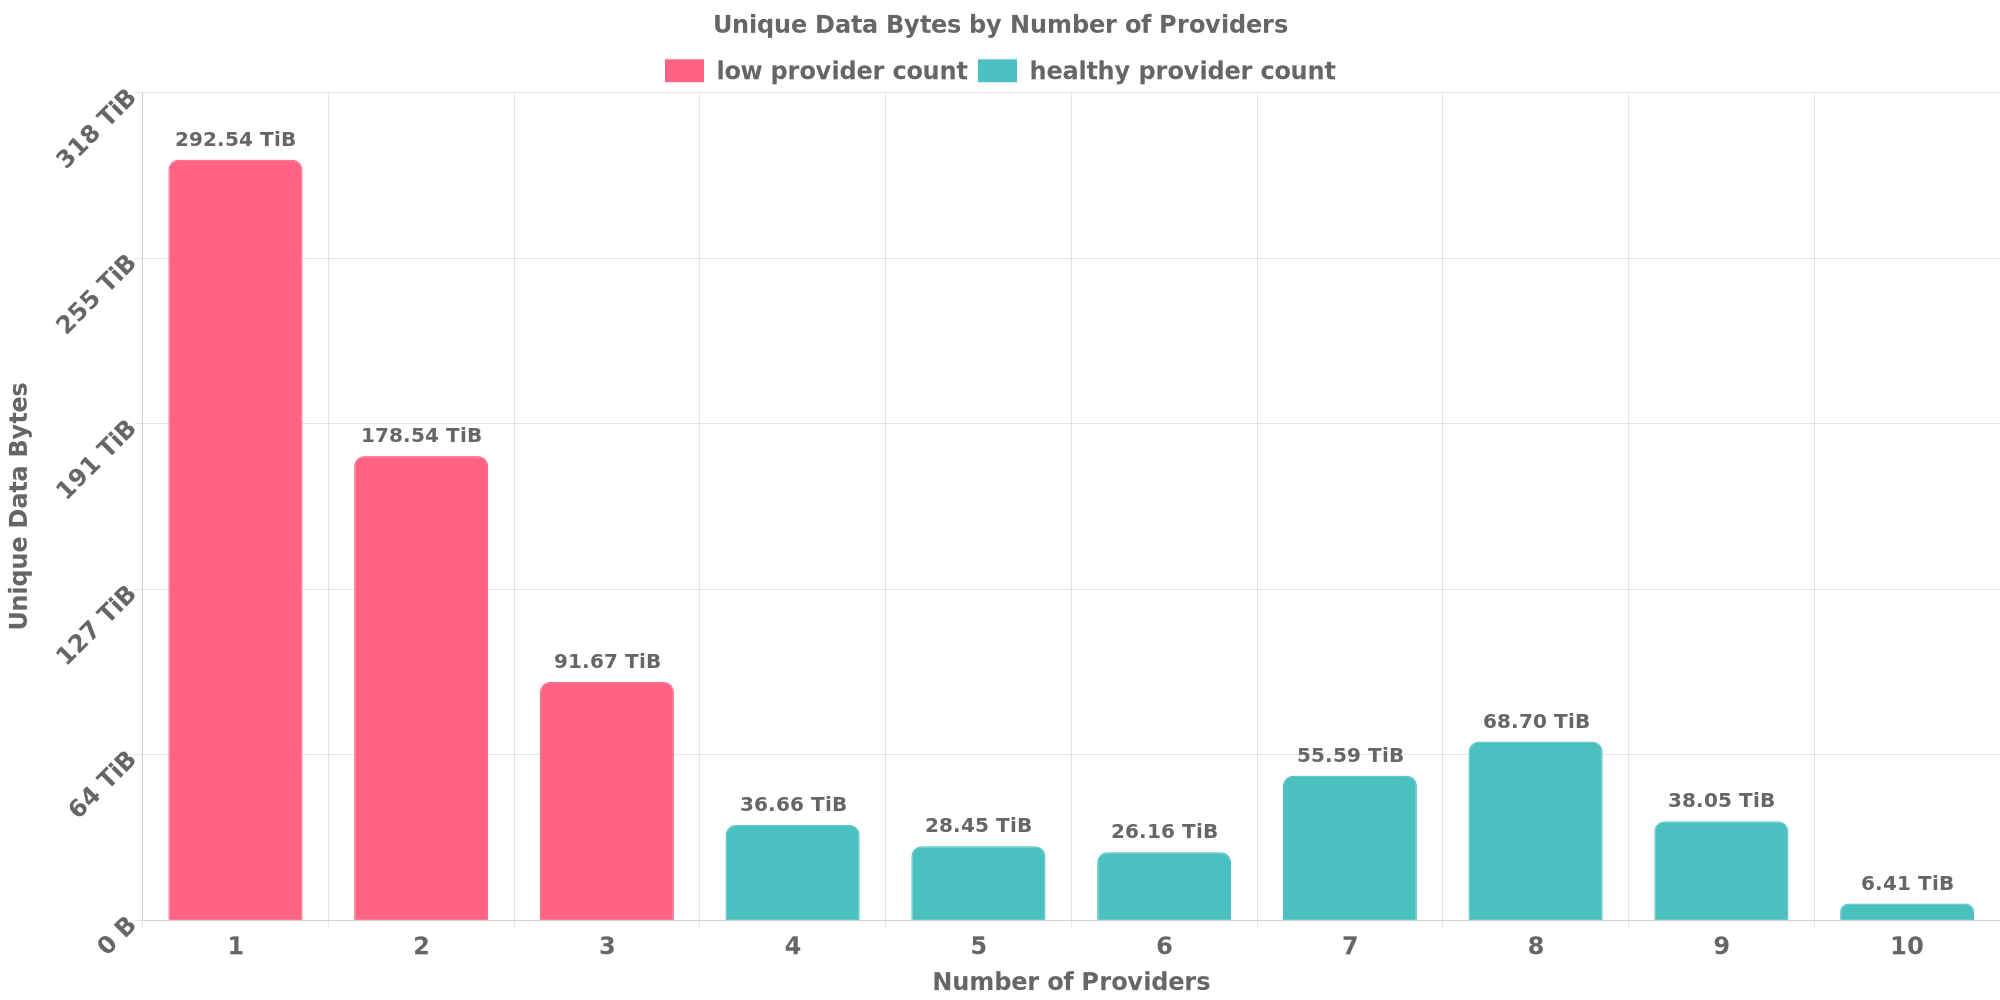 Unique Data Bytes by Number of Providers
low provider count healthy provider count
318 TiB
255 TiB
191 TiB
127 TiB
64 TiB
0 B
Unique Data Bytes
292.54 TiB
178.54 TiB
91.67 TiB
36.66 TiB
28.45 TiB
26.16 TiB
55.59 TiB
68.70 TiB
38.05 TiB
6.41 TiB
1 2 3 4 5 6 7 8 9 10
Number of Providers